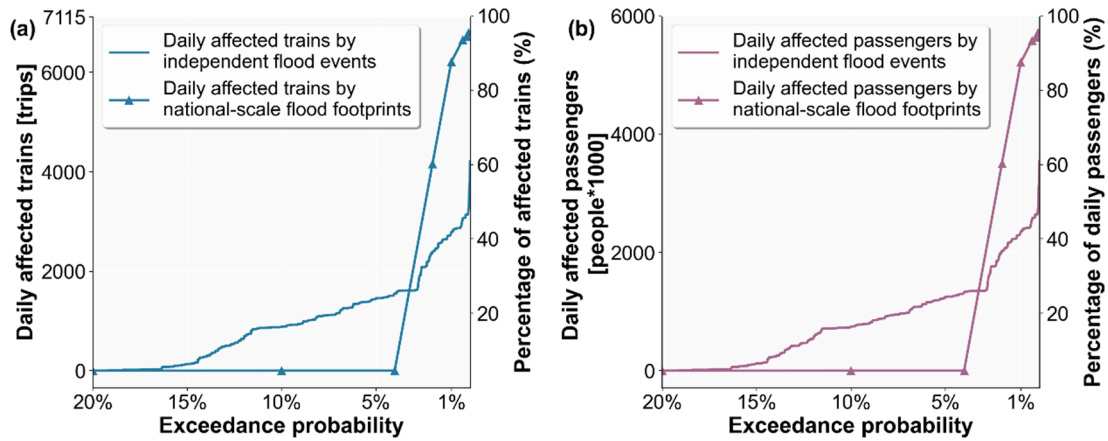 (a)
7115
6000
4000
2000
0
Daily affected trains [trips]
Daily affected trains by
independent flood events
Daily affected trains by
national-scale flood footprints
100
80
60
40
20
Percentage of affected trains (%)
20%
15%
10%
5%
1%
Exceedance probability
(b)
6000
4000
2000
0
Daily affected passengers
[people*1000]
Daily affected passengers by
independent flood events
Daily affected passengers by
national-scale flood footprints
100
80
60
40
20
Percentage of daily passengers (%)
20%
15%
10%
5%
1%
Exceedance probability